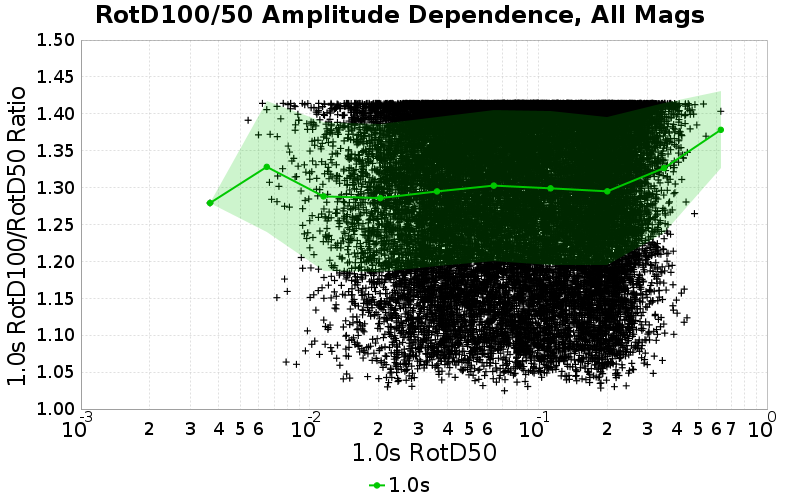 RotD100/50 Amplitude Dependence, All Mags
1.0s RotD100/RotD50 Ratio
1.50
1.45
1.40
1.35
1.30
1.25
1.20
1.15
1.10
1.05
1.00
10^-3 2 3 4 5 6 10^-2 2 3 4 5 6 10^-1 2 3 4 5 6 7 10^0
1.0s RotD50
1.0s